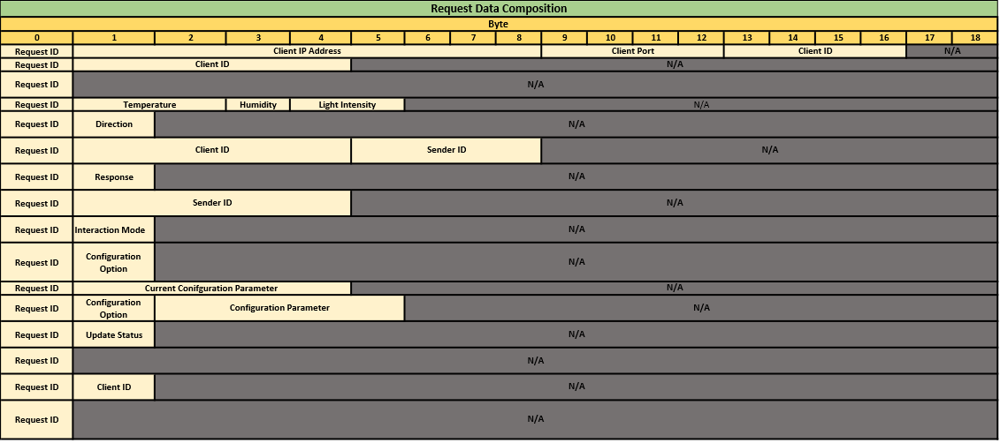 Request Data Composition
Byte
0 1 2 3 4 5 6 7 8 9 10 11 12 13 14 15 16 17 18
Request ID Client IP Address Client Port Client ID N/A
Request ID Client ID N/A
Request ID N/A
Request ID Temperature Humidity Light Intensity N/A
Request ID Direction N/A
Request ID Client ID Sender ID N/A
Request ID Response N/A
Request ID Sender ID N/A
Request ID Interaction Mode N/A
Request ID Configuration Option N/A
Request ID Current Conifguration Parameter N/A
Request ID Configuration Option Configuration Parameter N/A
Request ID Update Status N/A
Request ID N/A
Request ID Client ID N/A
Request ID N/A